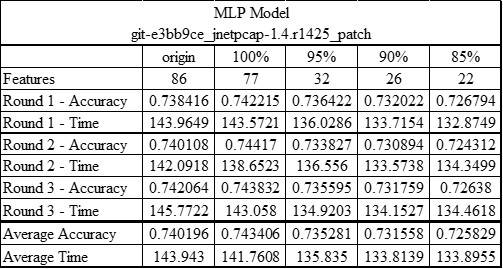 MLP Model
git-e3bb9ce_jnetpcap-1.4.r1425_patch
origin 100% 95% 90% 85%
Features 86 77 32 26 22
Round 1 - Accuracy 0.738416 0.742215 0.736422 0.732022 0.726794
Round 1 - Time 143.9649 143.5721 136.0286 133.7154 132.8749
Round 2 - Accuracy 0.740108 0.74417 0.733827 0.730894 0.724312
Round 2 - Time 142.0918 138.6523 136.556 133.5738 134.3499
Round 3 - Accuracy 0.742064 0.743832 0.735595 0.731759 0.72638
Round 3 - Time 145.7722 143.058 134.9203 134.1527 134.4618
Average Accuracy 0.740196 0.743406 0.735281 0.731558 0.725829
Average Time 143.943 141.7608 135.835 133.8139 133.8955